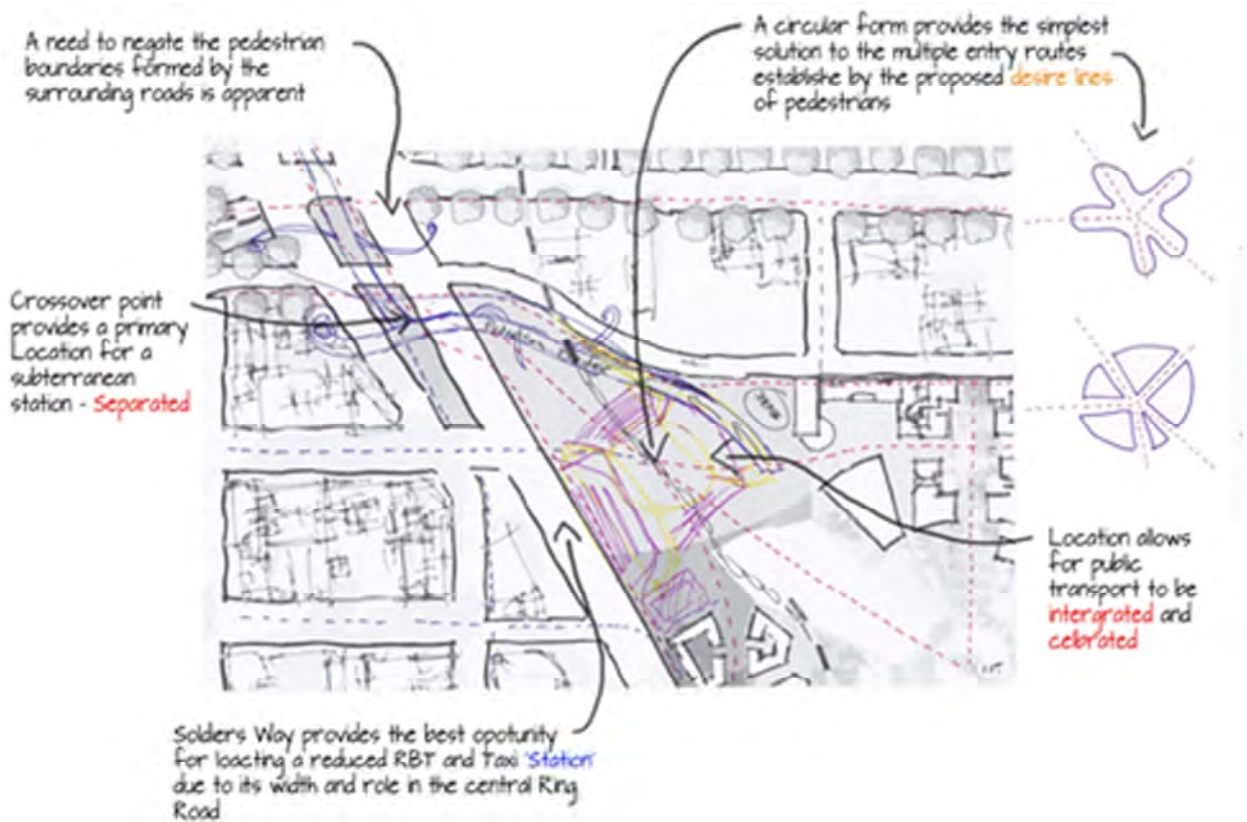 A need to negate the pedestrian
boundaries formed by the
surrounding roads is apparent
A circular form provides the simplest
solution to the multiple entry routes
establishe by the proposed desire lines
of pedestrians
Crossover point
provides a primary
Location for a
subterranean
station - Separated
Location allows
for public
transport to be
intergrated and
celbrated
Solders Way provides the best opotunity
for loacting a reduced RBT and Taxi 'Station'
due to its width and role in the central Ring
Road